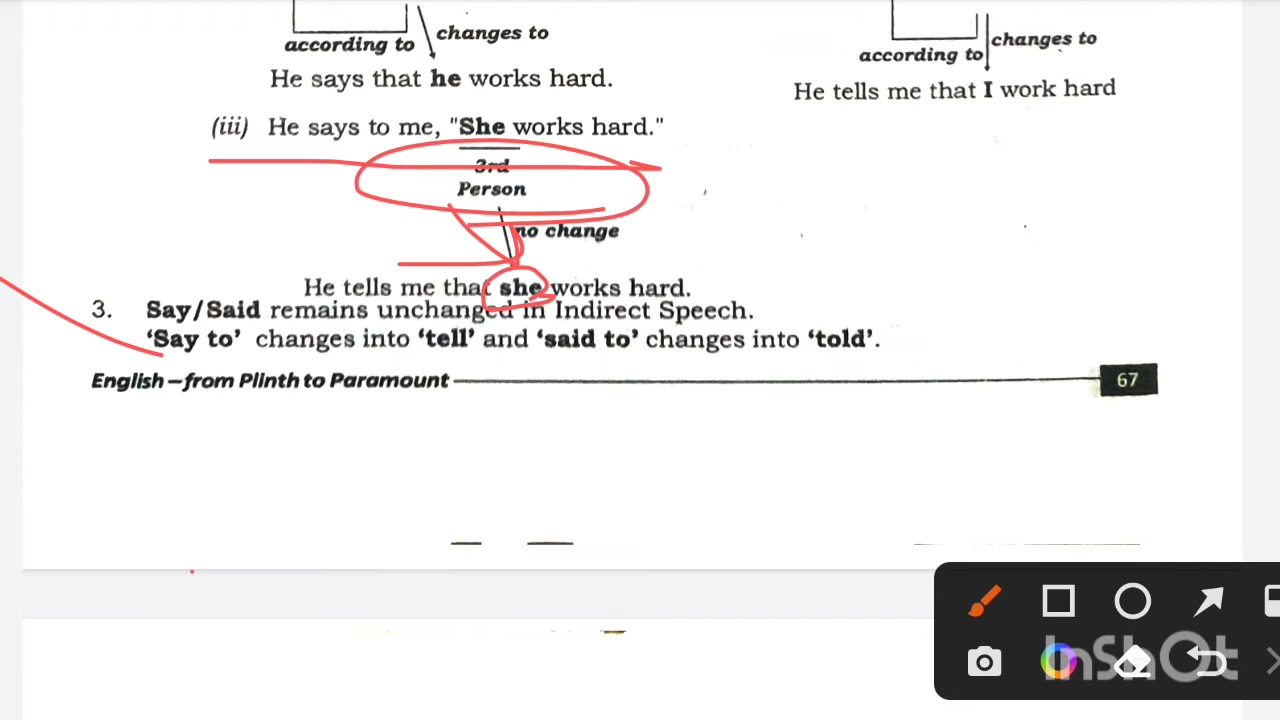 according to
changes to
He says that he works hard.
according to
changes to
He tells me that I work hard
(iii) He says to me, "She works hard."
3rd
Person
no change
He tells me that she works hard.
3. Say/Said remains unchanged in Indirect Speech.
'Say to' changes into 'tell' and 'said to' changes into 'told'.
English—from Plinth to Paramount
67
InShOt